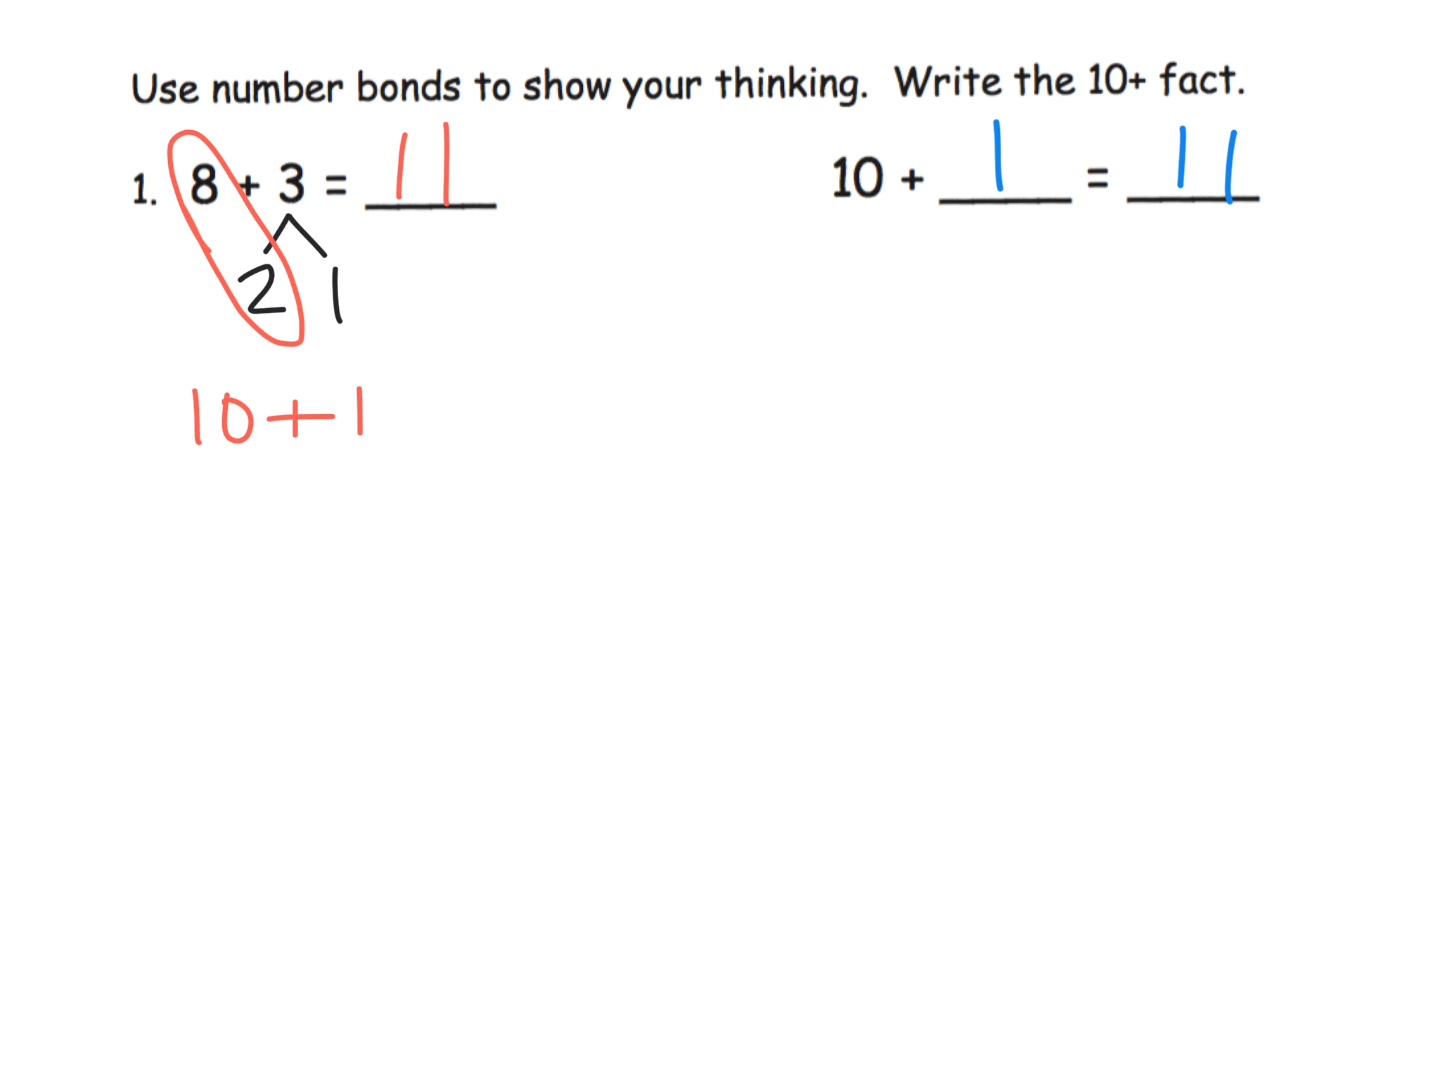 Use number bonds to show your thinking. Write the 10+ fact.
1. 8 + 3 = 11 10 + 1 = 11
2 1
10+1